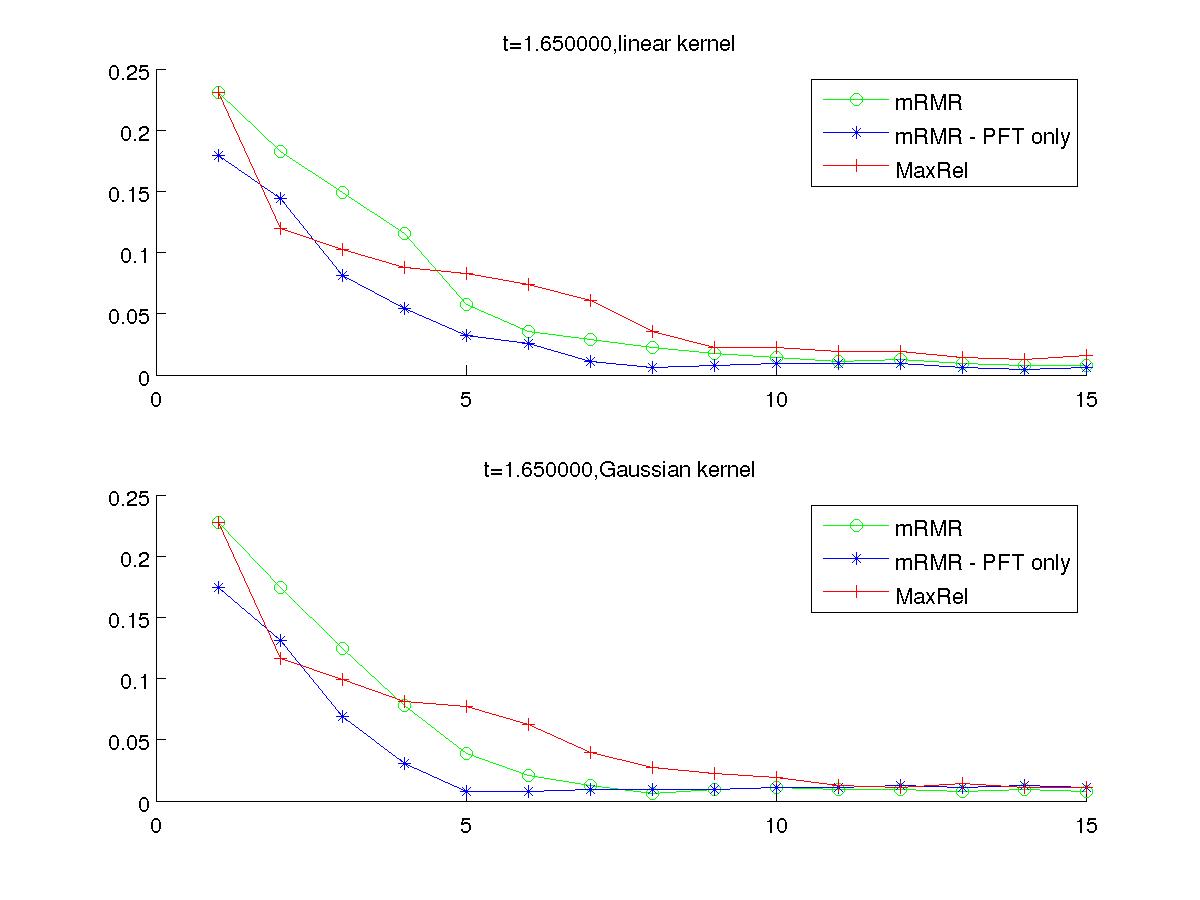 t=1.650000,linear kernel
0.25
0.2
0.15
0.1
0.05
0
0 5 10 15
mRMR
mRMR - PFT only
MaxRel
t=1.650000,Gaussian kernel
0.25
0.2
0.15
0.1
0.05
0
0 5 10 15
mRMR
mRMR - PFT only
MaxRel